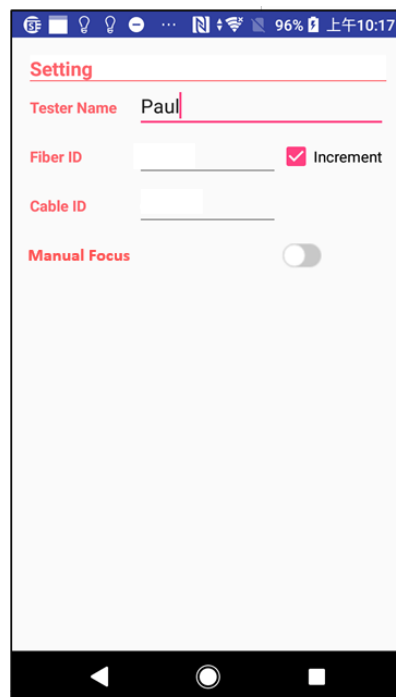 96% 上午10:17
Setting
Tester Name Paul
Fiber ID Increment
Cable ID
Manual Focus